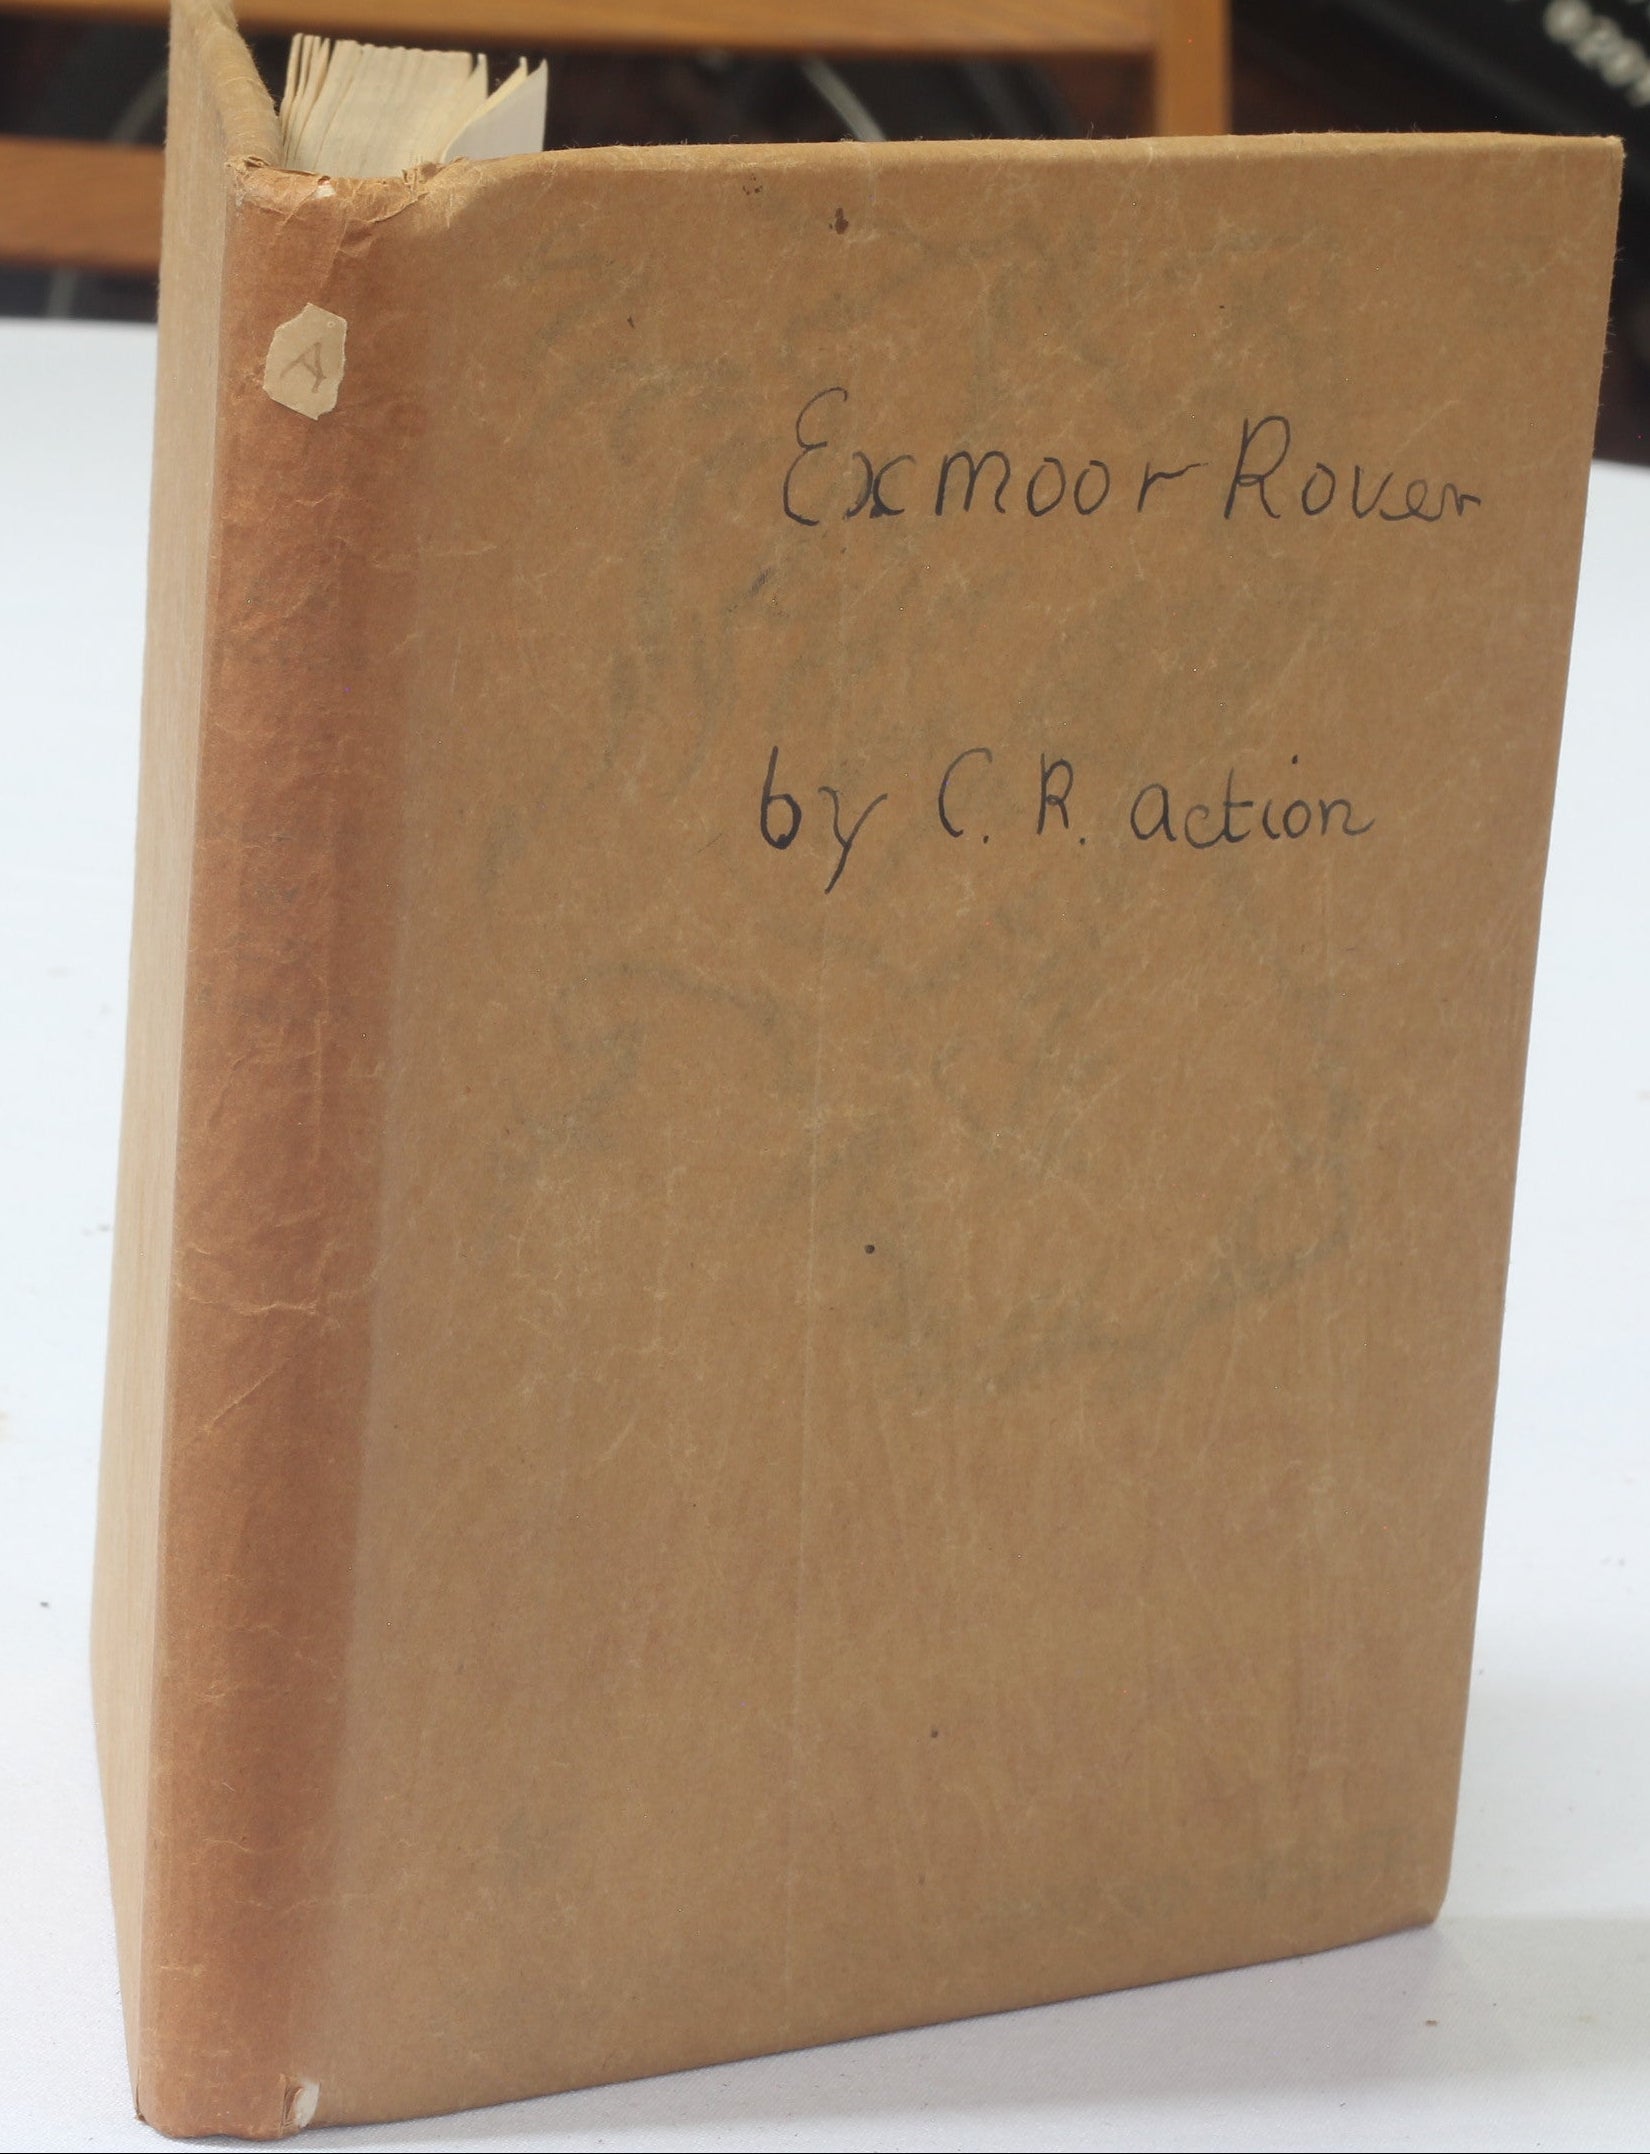 A
Exmoor Rover
by C. R. Action